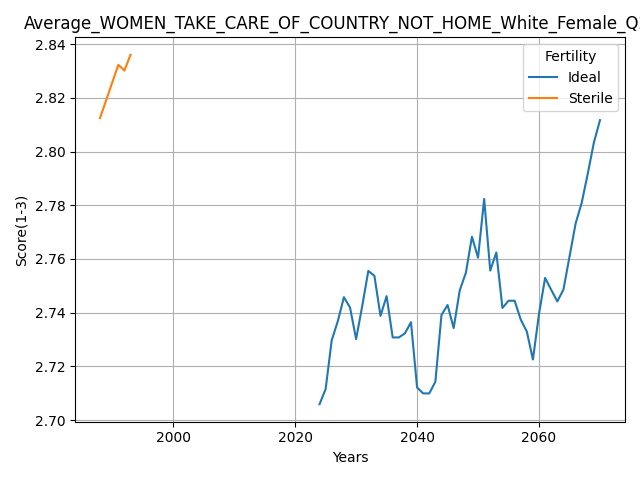 Average_WOMEN_TAKE_CARE_OF_COUNTRY_NOT_HOME_White_Female_Q
Fertility
Ideal
Sterile
Score(1-3)
2.84
2.82
2.80
2.78
2.76
2.74
2.72
2.70
2000
2020
2040
2060
Years